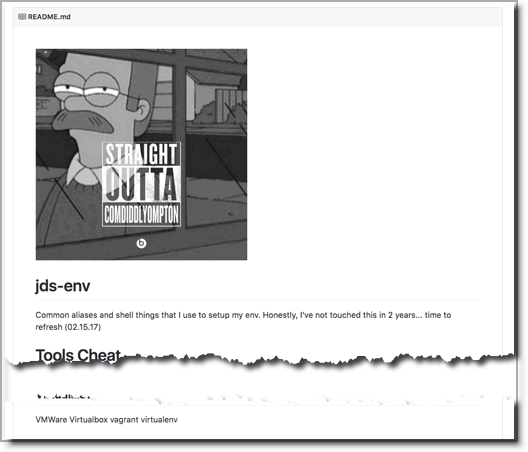 README.md
STRAIGHT
OUTTA
COMDIDDLYOMPTON
b
jds-env
Common aliases and shell things that I use to setup my env. Honestly, I've not touched this in 2 years... time to
refresh (02.15.17)
Tools Cheat
VMWare Virtualbox vagrant virtualenv